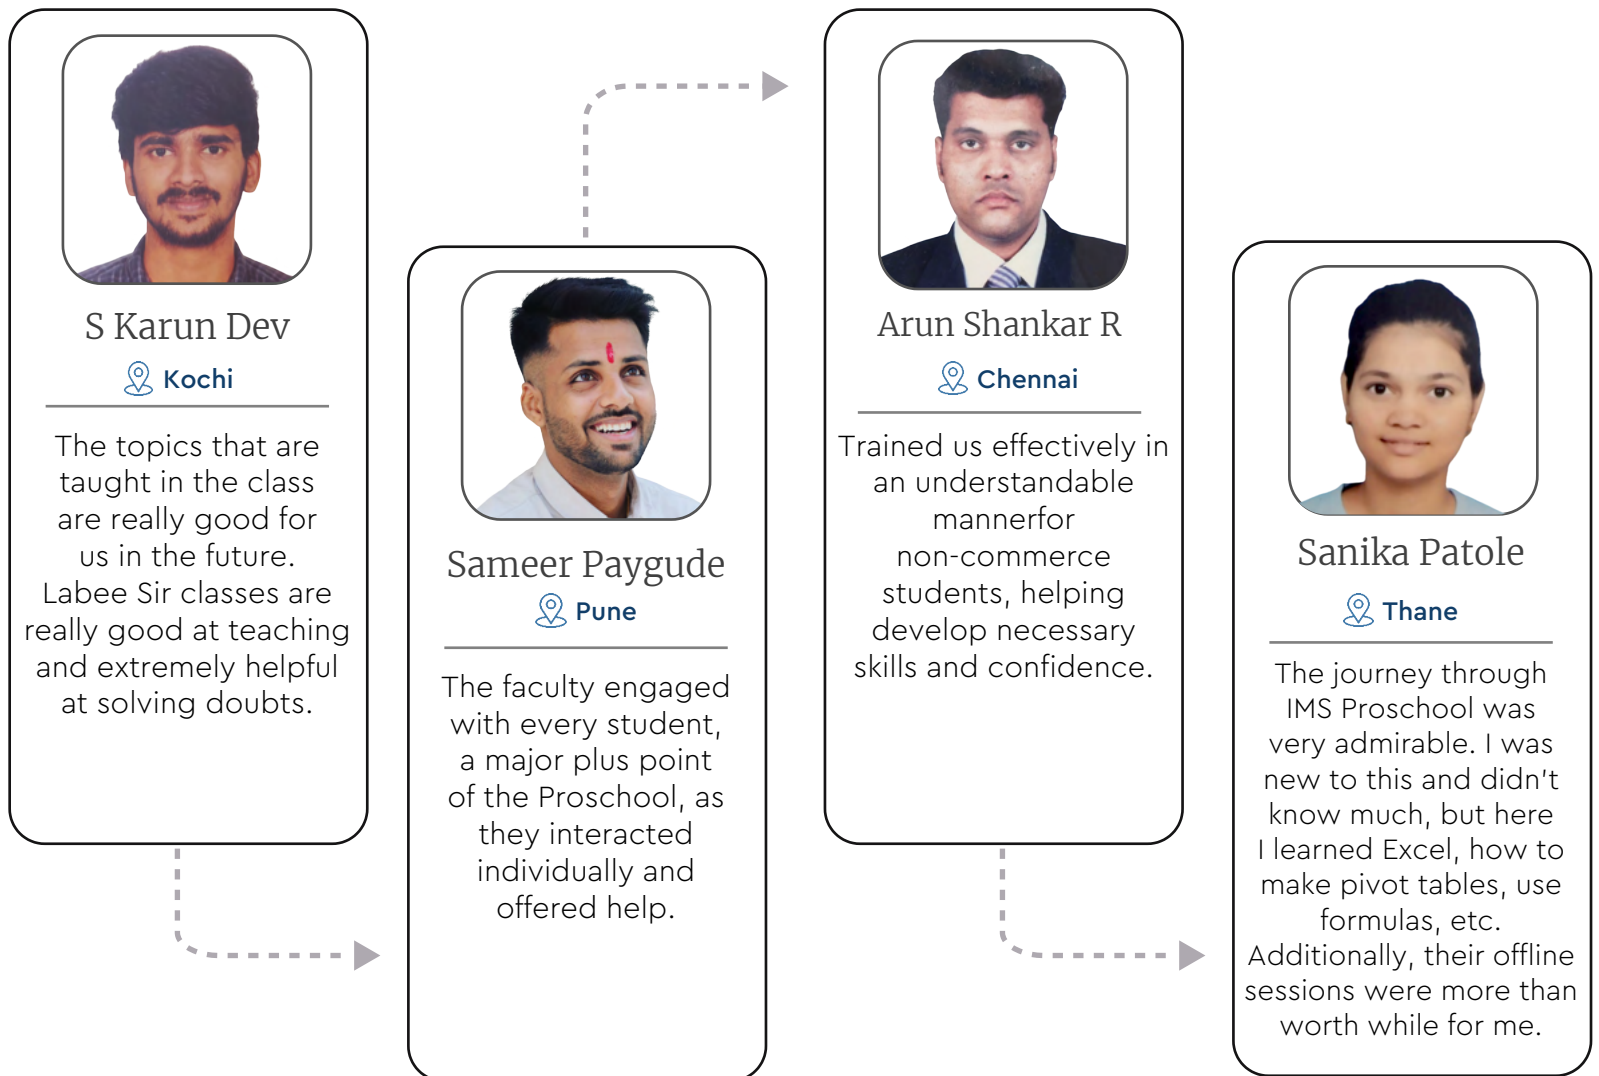 S Karun Dev
Kochi
The topics that are
taught in the class
are really good for
us in the future.
Labee Sir classes are
really good at teaching
and extremely helpful
at solving doubts.
Sameer Paygude
Pune
The faculty engaged
with every student,
a major plus point
of the Proschool, as
they interacted
individually and
offered help.
Arun Shankar R
Chennai
Trained us effectively in
an understandable
mannerfor
non-commerce
students, helping
develop necessary
skills and confidence.
Sanika Patole
Thane
The journey through
IMS Proschool was
very admirable. I was
new to this and didn't
know much, but here
I learned Excel, how to
make pivot tables, use
formulas, etc.
Additionally, their offline
sessions were more than
worth while for me.